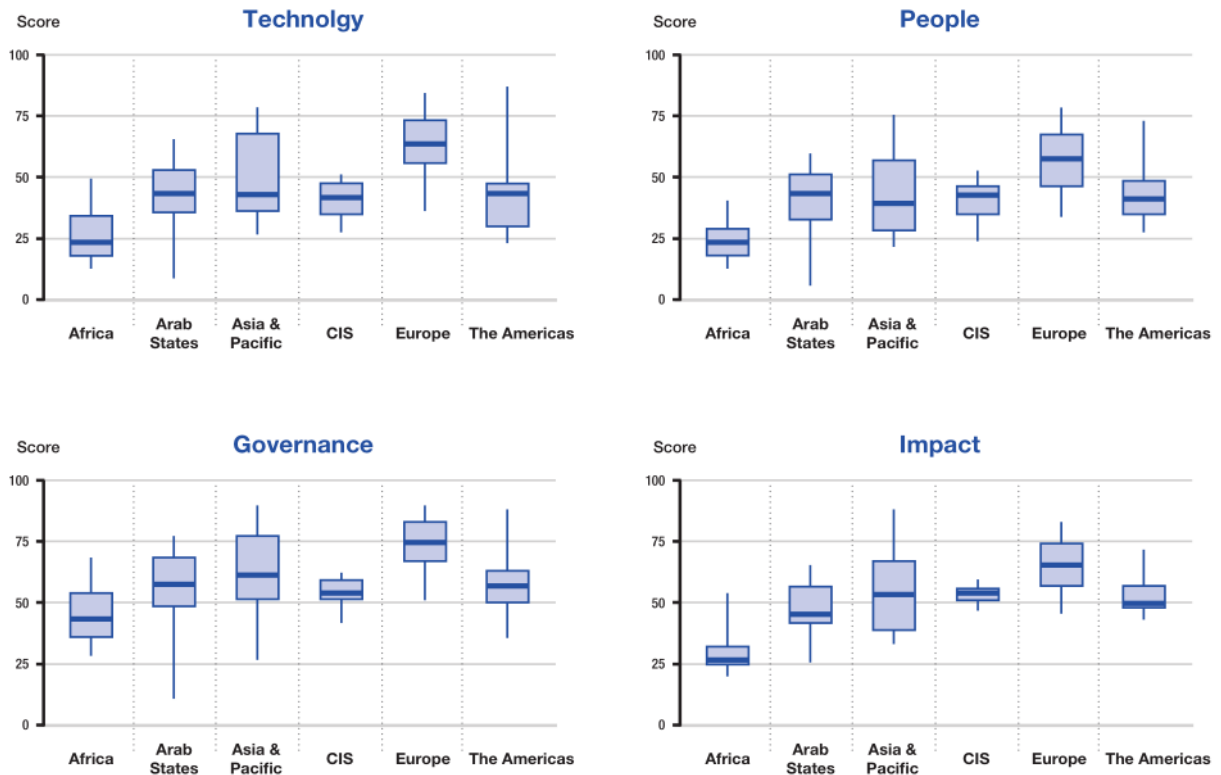 Score
Technolgy
100
75
50
25
0
Africa
Arab
States
Asia &
Pacific
CIS
Europe
The Americas
Score
People
100
75
50
25
0
Africa
Arab
States
Asia &
Pacific
CIS
Europe
The Americas
Score
Governance
100
75
50
25
0
Africa
Arab
States
Asia &
Pacific
CIS
Europe
The Americas
Score
Impact
100
75
50
25
0
Africa
Arab
States
Asia &
Pacific
CIS
Europe
The Americas